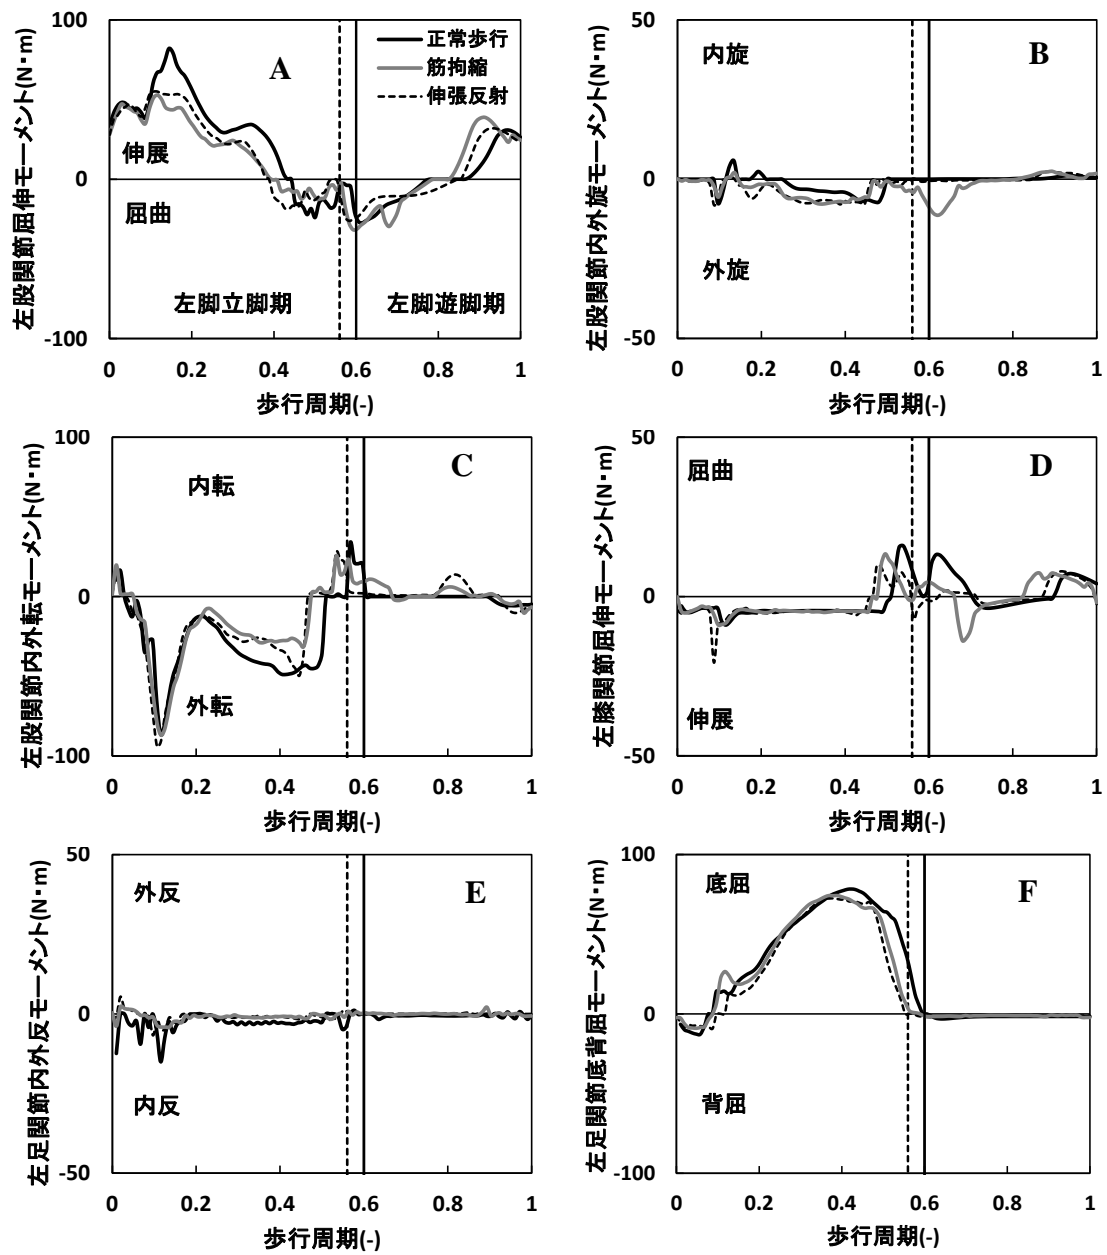 左股関節屈伸モーメント(N・m)
100
0
-100
A
正常歩行
筋拘縮
伸張反射
伸展
屈曲
左脚立脚期
左脚遊脚期
0
0.2
0.4
0.6
0.8
1
歩行周期(-)
左股関節内外旋モーメント(N・m)
50
0
-50
内旋
B
外旋
0
0.2
0.4
0.6
0.8
1
歩行周期(-)
左股関節内外転モーメント(N・m)
100
0
-100
C
内転
外転
0
0.2
0.4
0.6
0.8
1
歩行周期(-)
左膝関節屈伸モーメント(N・m)
50
0
-50
屈曲
D
伸展
0
0.2
0.4
0.6
0.8
1
歩行周期(-)
左足関節内外反モーメント(N・m)
50
0
-50
外反
E
内反
0
0.2
0.4
0.6
0.8
1
歩行周期(-)
左足関節底背屈モーメント(N・m)
100
0
-100
底屈
F
背屈
0
0.2
0.4
0.6
0.8
1
歩行周期(-)